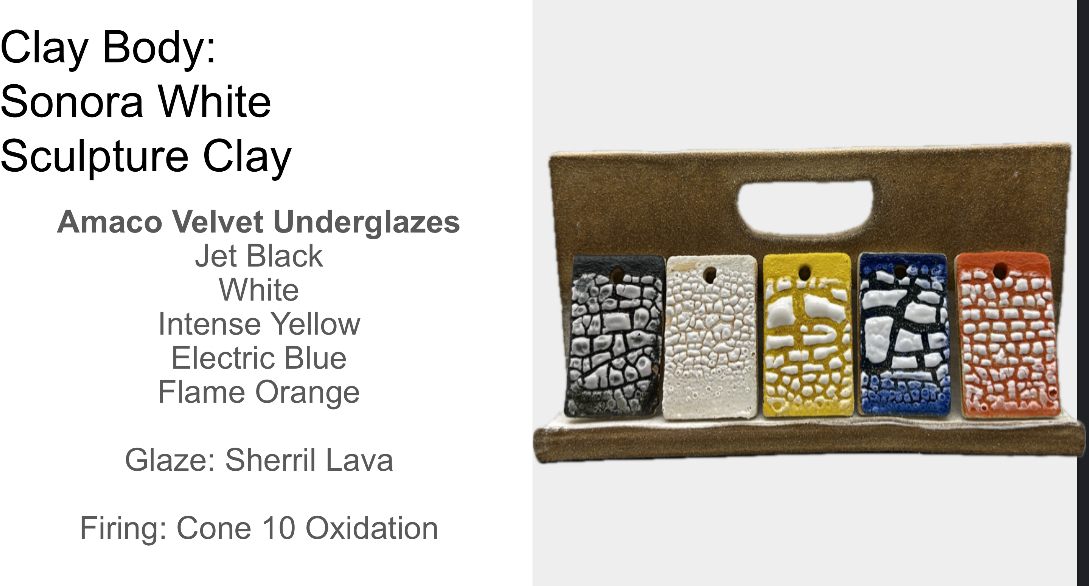 Clay Body:
Sonora White
Sculpture Clay
Amaco Velvet Underglazes
Jet Black
White
Intense Yellow
Electric Blue
Flame Orange
Glaze: Sherril Lava
Firing: Cone 10 Oxidation